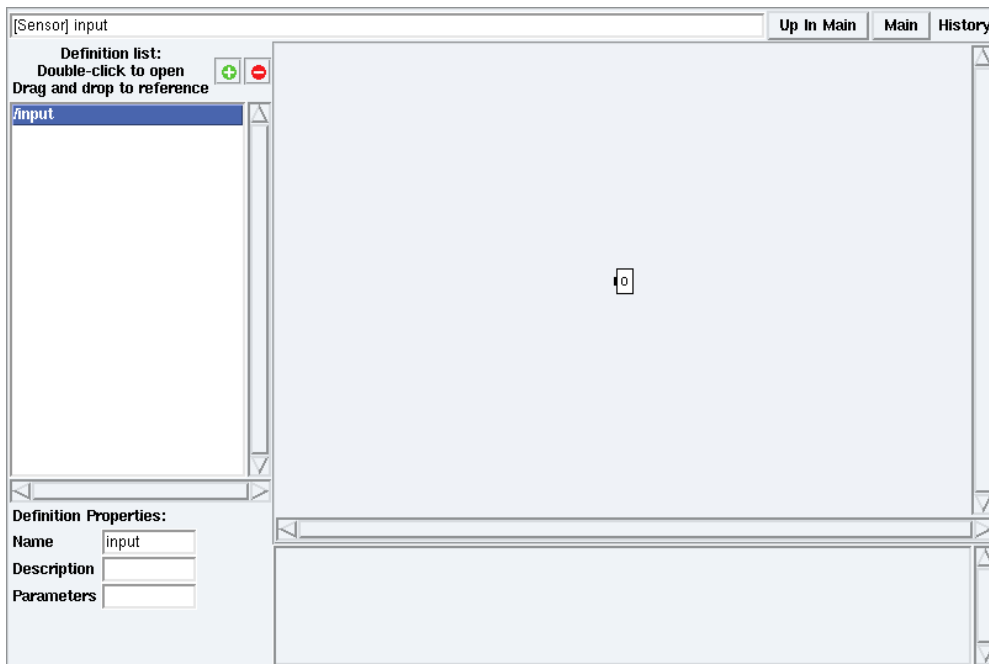 [Sensor] input
Up In Main
Main
History
Definition list:
Double-click to open
Drag and drop to reference
/input
0
Definition Properties:
Name
input
Description
Parameters